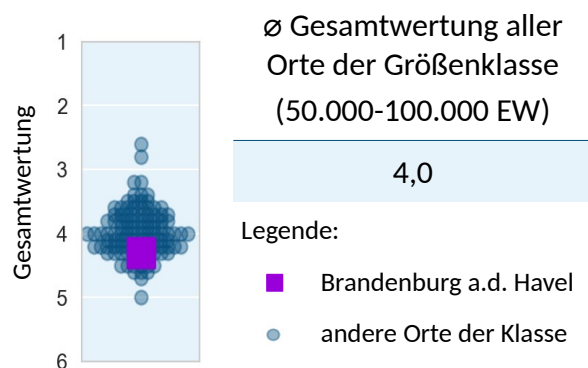 Gesamtwertung
1
2
3
4
5
6
⌀ Gesamtwertung aller
Orte der Größenklasse
(50.000-100.000 EW)
4,0
Legende:
Brandenburg a.d. Havel
andere Orte der Klasse